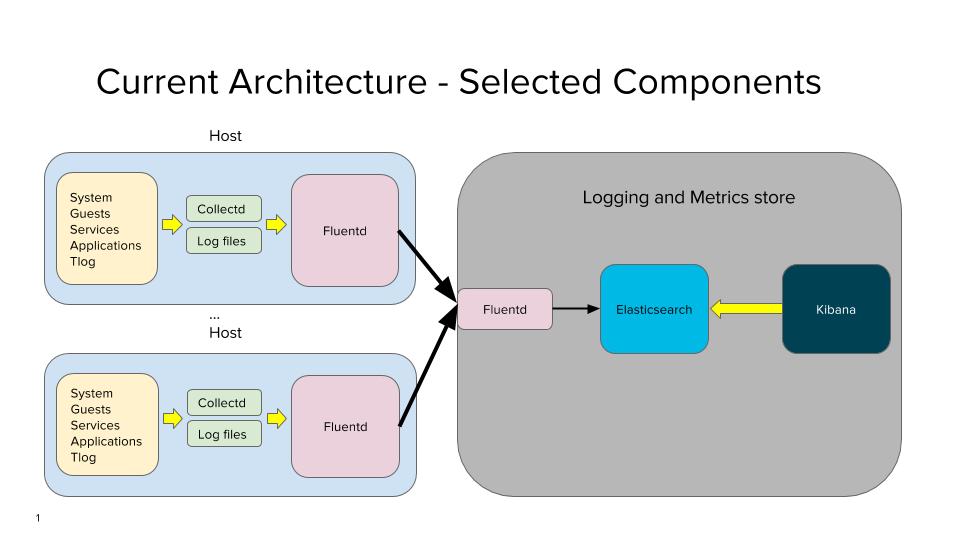 Current Architecture - Selected Components
Host
System
Guests
Services
Applications
Tlog
Collectd
Log files
Fluentd
...
Host
System
Guests
Services
Applications
Tlog
Collectd
Log files
Fluentd
Logging and Metrics store
Fluentd
Elasticsearch
Kibana
1